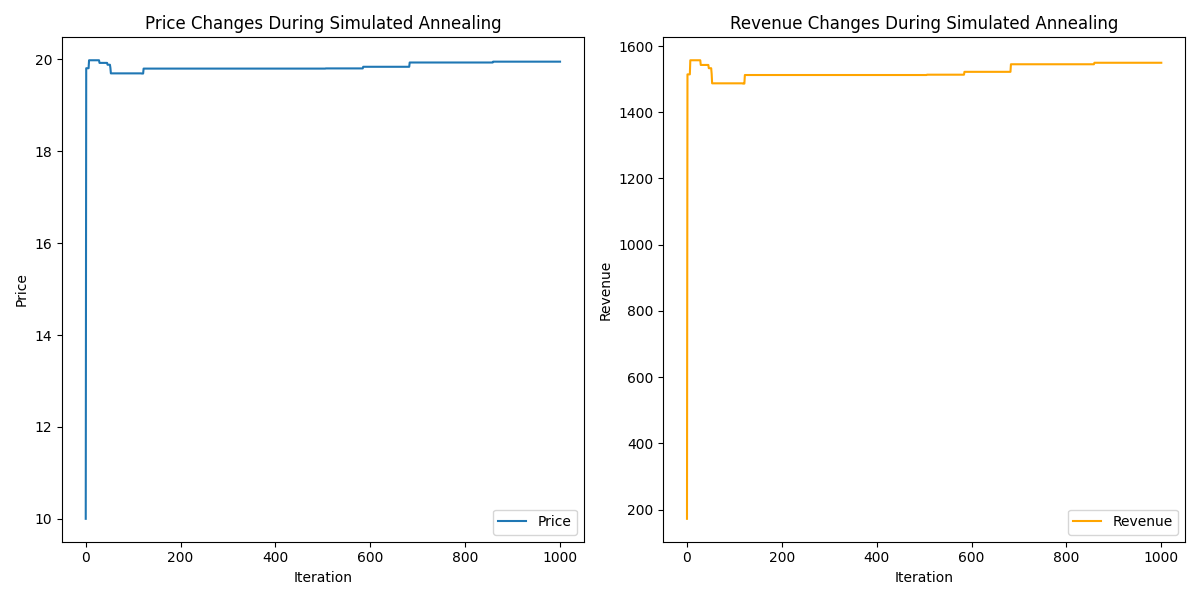 Price Changes During Simulated Annealing
20
18
16
14
12
10
Price
0 200 400 600 800 1000
Iteration
Price
Revenue Changes During Simulated Annealing
1600
1400
1200
1000
800
600
400
200
Revenue
0 200 400 600 800 1000
Iteration
Revenue